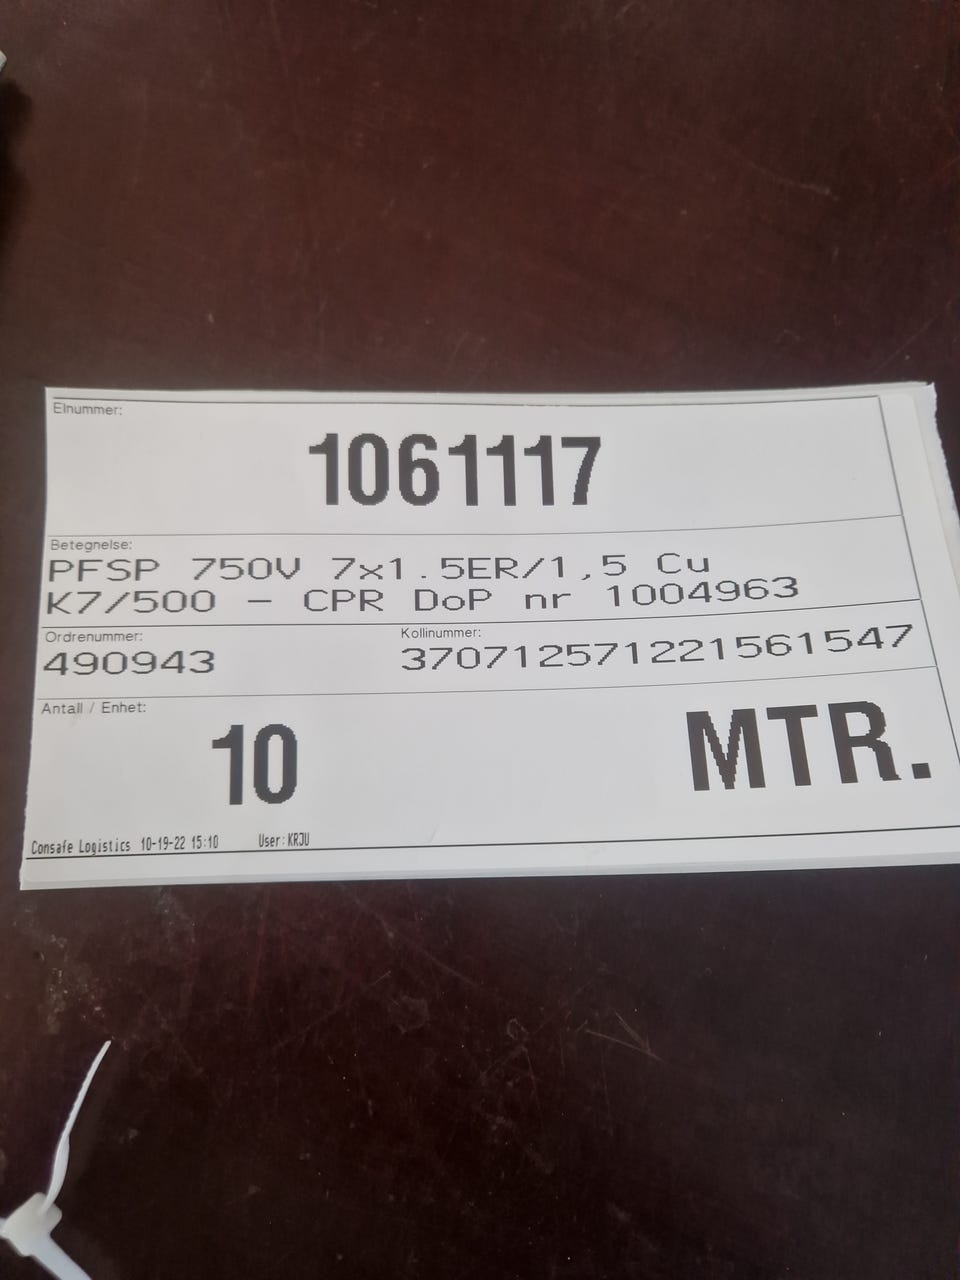 Elnummer:
1061117
Betegnelse:
PFSP 750V 7x1.5ER/1,5 Cu
K7/500 - CPR DoP nr 1004963
Ordrenummer: Kollinummer:
490943 370712571221561547
Antall / Enhet:
10 MTR.
Consafe Logistics 10-19-22 15:10 User:KRJU